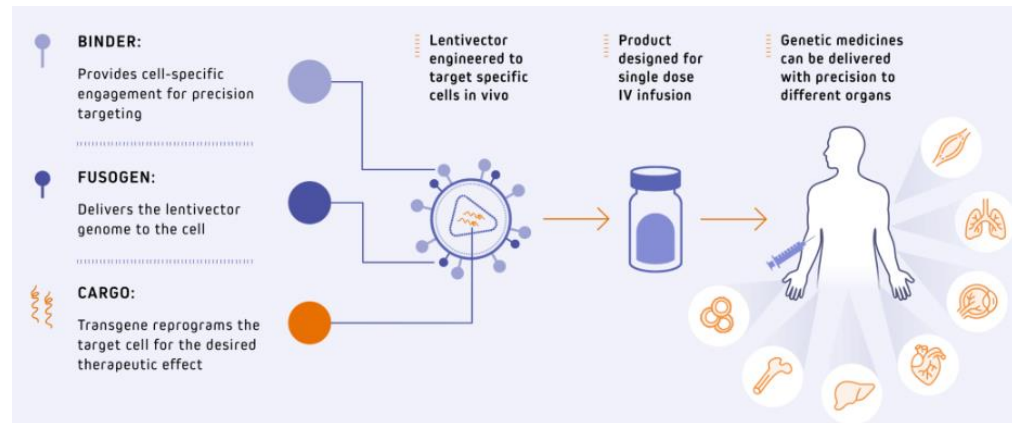 BINDER:
Provides cell-specific
engagement for precision
targeting
FUSOGEN:
Delivers the lentivector
genome to the cell
CARGO:
Transgene reprograms the
target cell for the desired
therapeutic effect
Lentivector
engineered to
target specific
cells in vivo
Product
designed for
single dose
IV infusion
Genetic medicines
can be delivered
with precision to
different organs